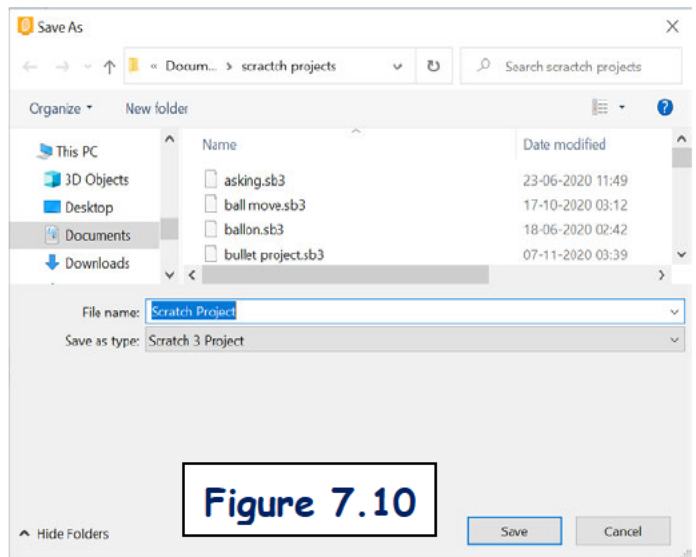 Save As
« Docum... > scractch projects
Search scractch projects
Organize
New folder
Name
Date modified
This PC
3D Objects
Desktop
Documents
Downloads
asking.sb3 23-06-2020 11:49
ball move.sb3 17-10-2020 03:12
ballon.sb3 18-06-2020 02:42
bullet project.sb3 07-11-2020 03:39
File name: Scratch Project
Save as type: Scratch 3 Project
Figure 7.10
Hide Folders
Save
Cancel